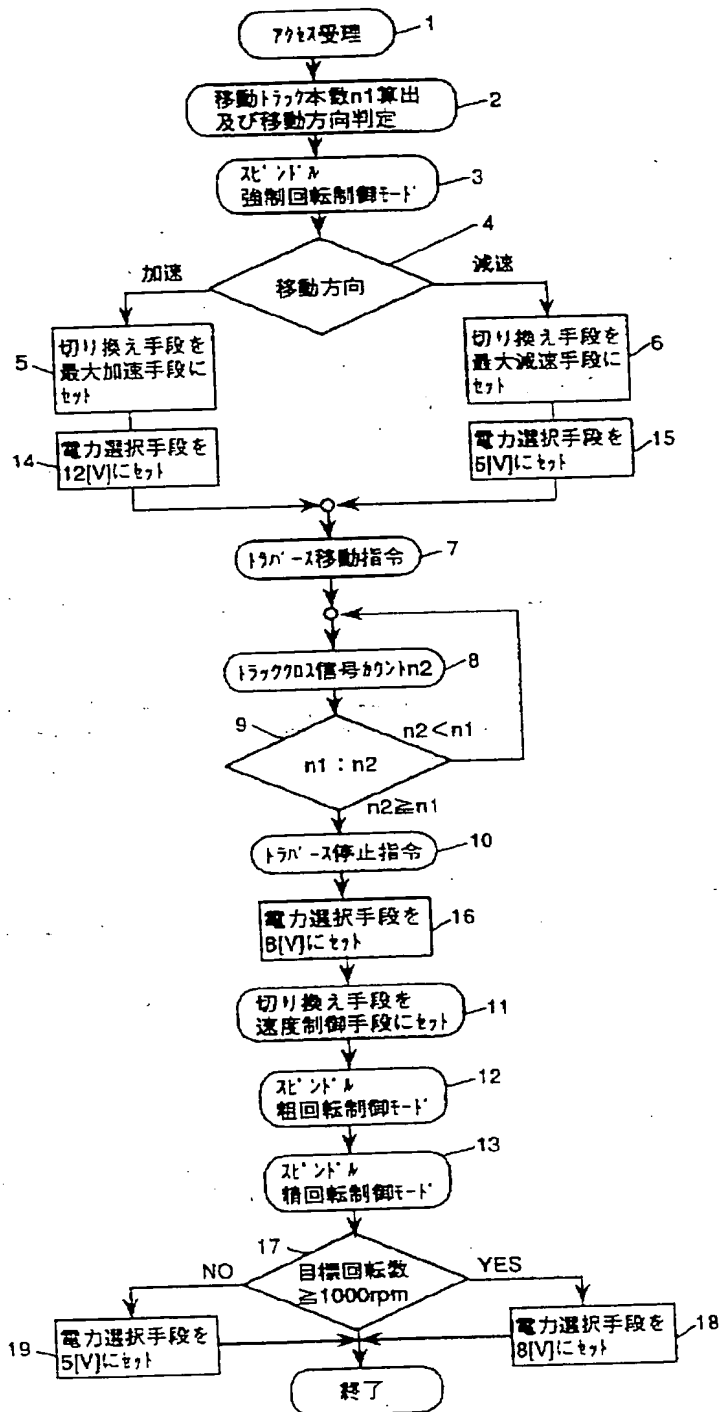 アクセス受理
1
移動トラック本数n1算出
及び移動方向判定
2
スピンドル
強制回転制御モード
3
4
加速
移動方向
減速
5
切り換え手段を
最大加速手段に
セット
切り換え手段を
最大減速手段に
セット
6
14
電力選択手段を
12[V]にセット
電力選択手段を
5[V]にセット
15
トラバース移動指令
7
トラッククロス信号カウントn2
8
9
n2<n1
n1:n2
n2≧n1
トラバース停止指令
10
電力選択手段を
8[V]にセット
16
切り換え手段を
速度制御手段にセット
11
スピンドル
粗回転制御モード
12
スピンドル
精回転制御モード
13
17
NO
目標回転数
≧1000rpm
YES
19
電力選択手段を
5[V]にセット
電力選択手段を
8[V]にセット
18
終了